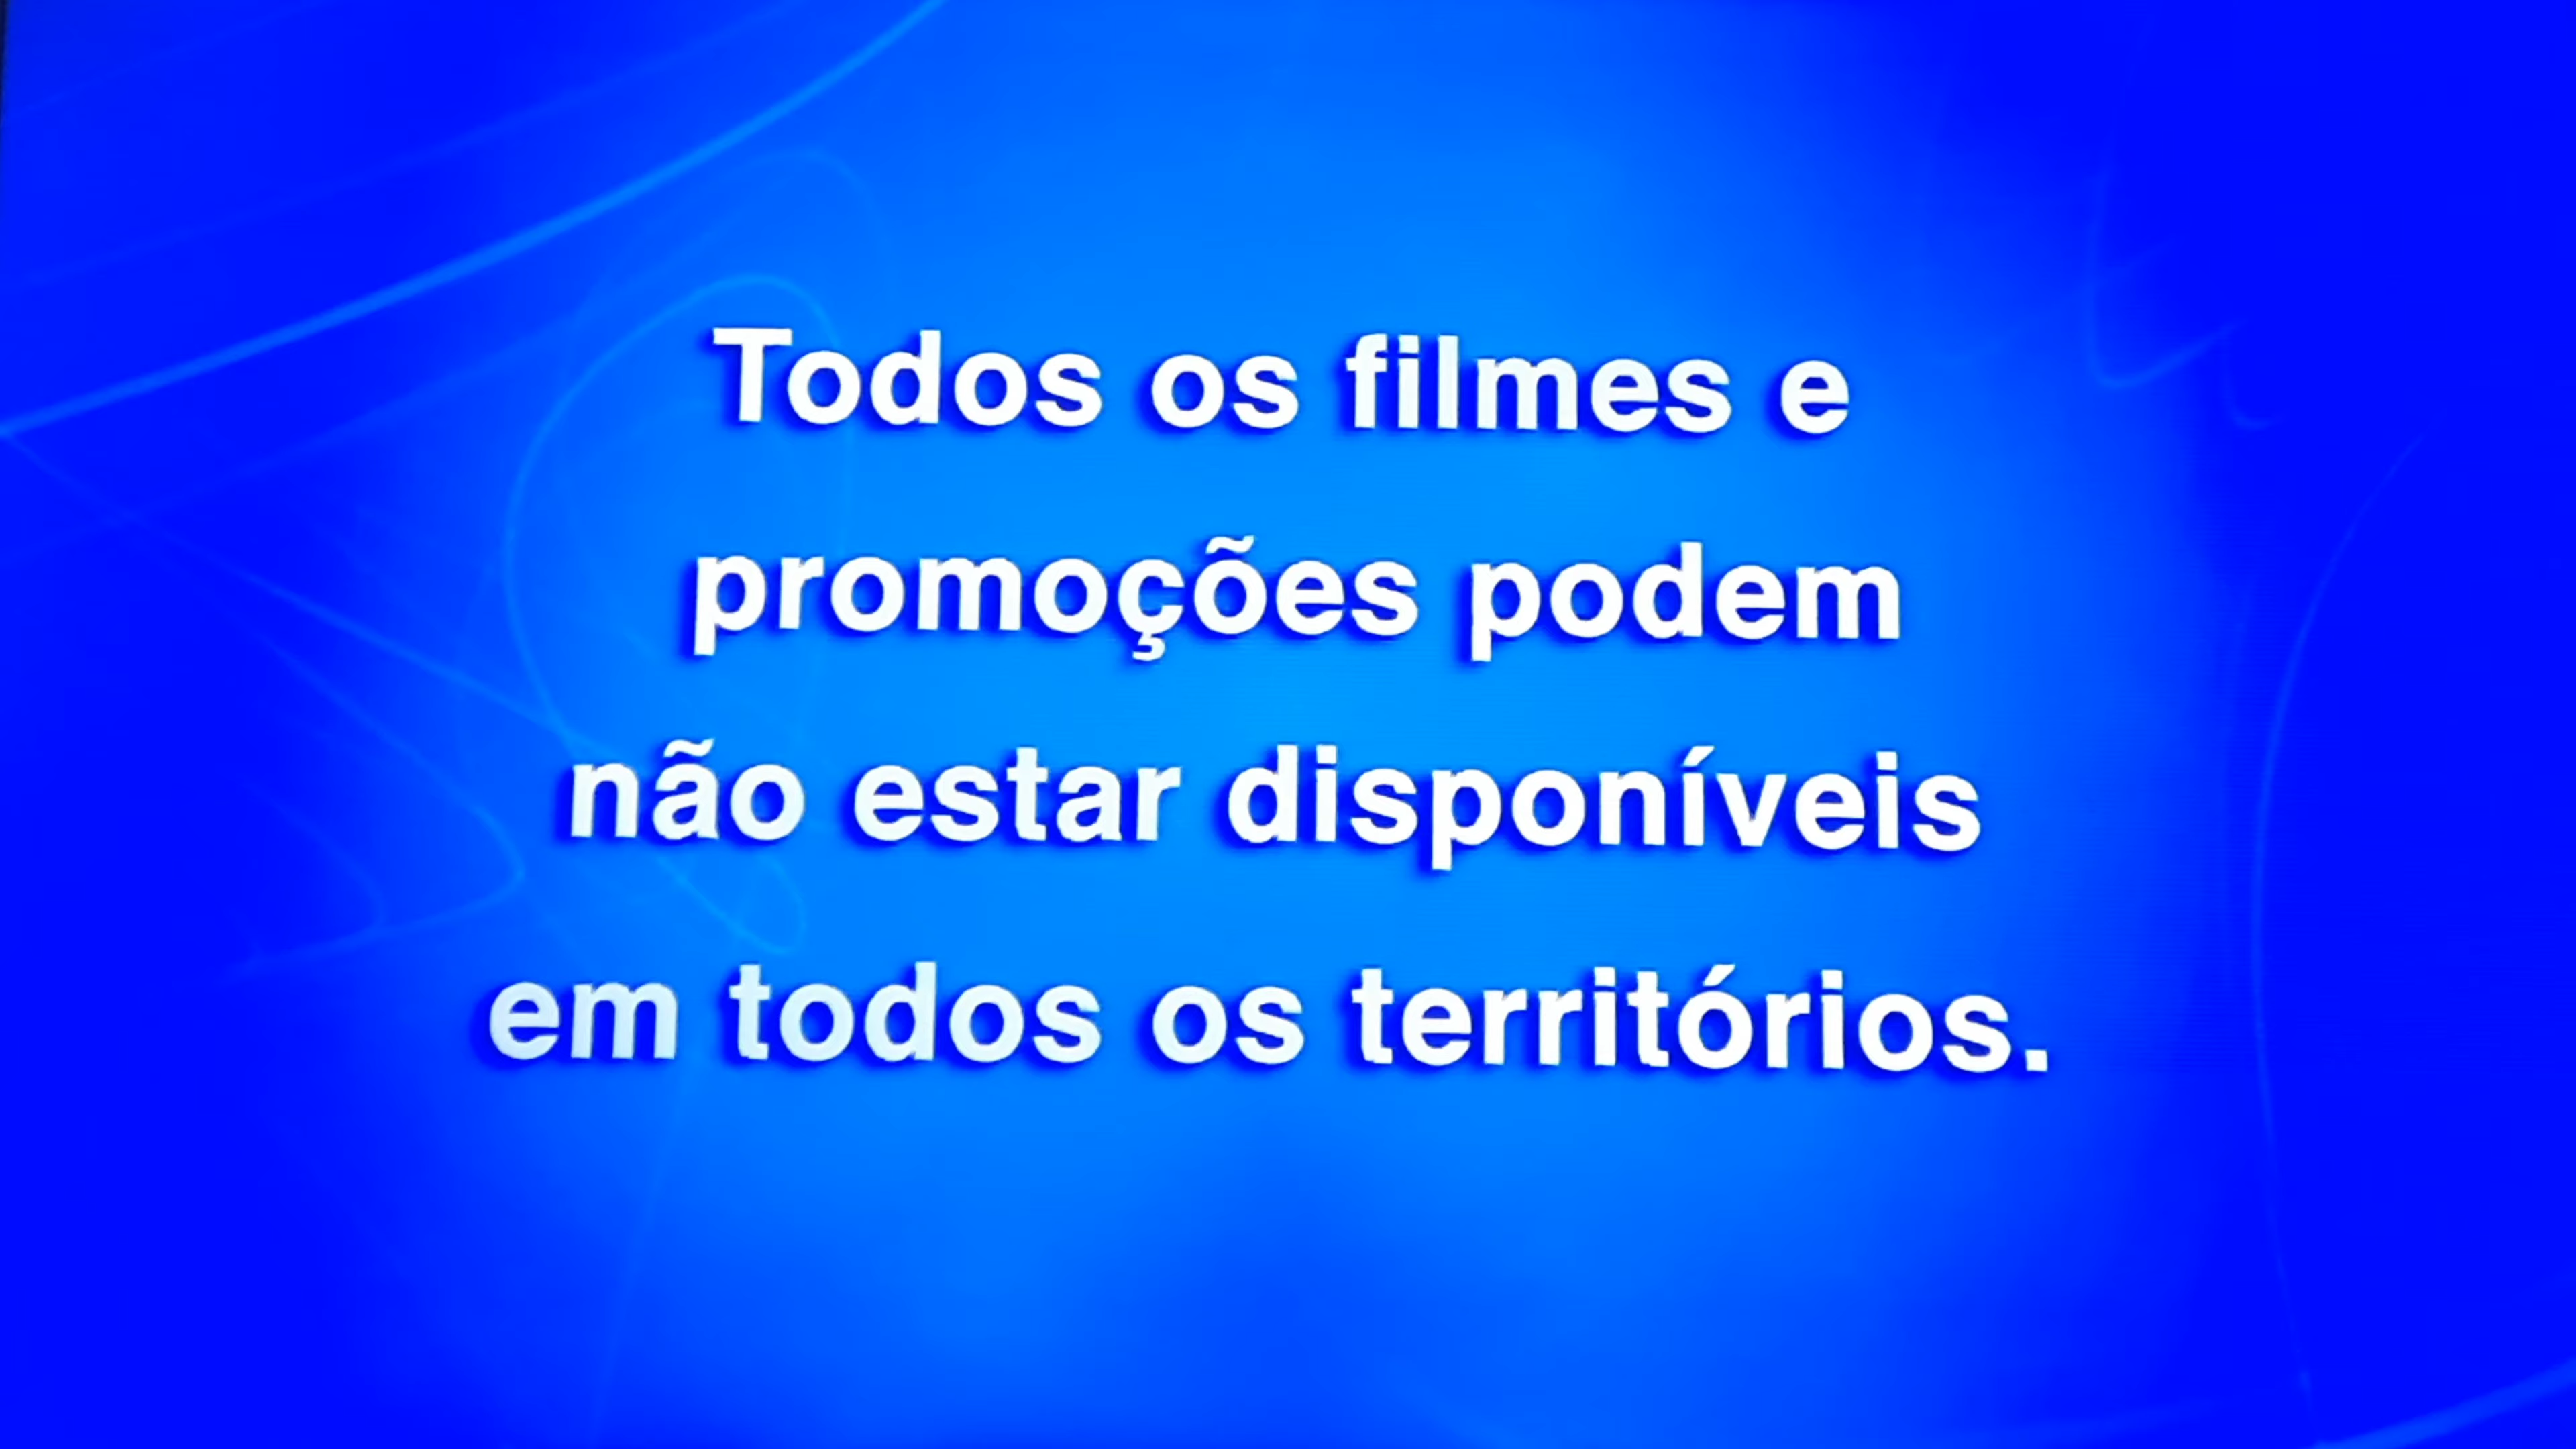 Todos os filmes e
promoções podem
não estar disponíveis
em todos os territórios.